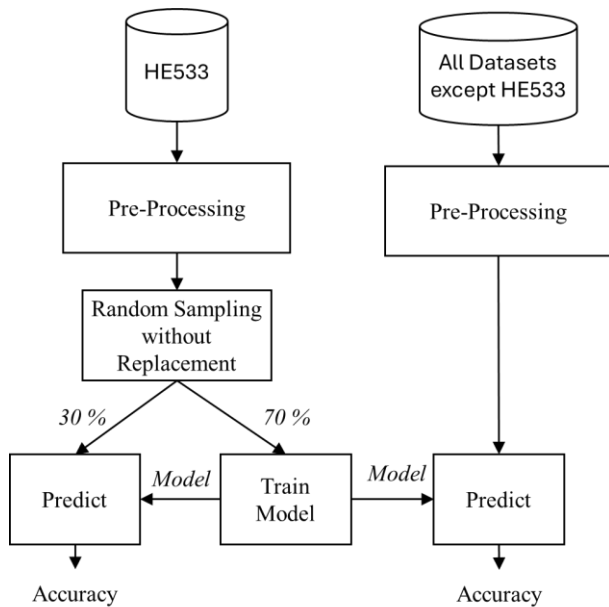 HE533
All Datasets
except HE533
Pre-Processing
Pre-Processing
Random Sampling
without
Replacement
30 %
70 %
Predict
Model
Train
Model
Model
Predict
Accuracy
Accuracy